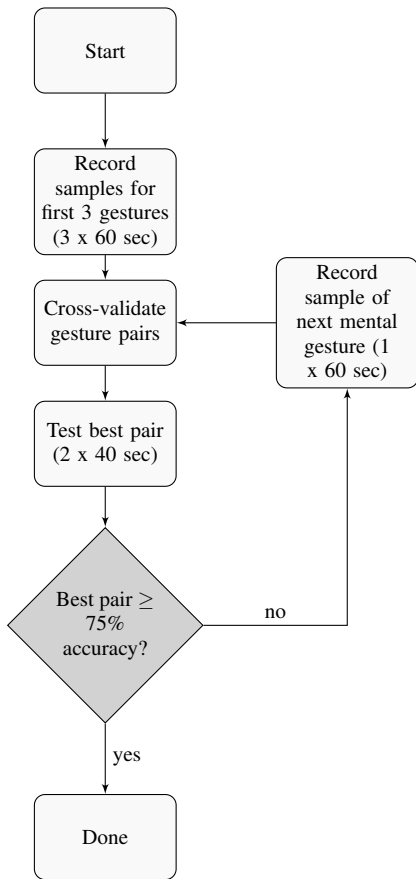 Start
Record
samples for
first 3 gestures
(3 x 60 sec)
Record
sample of
next mental
gesture (1
x 60 sec)
Cross-validate
gesture pairs
Test best pair
(2 x 40 sec)
Best pair ≥
75%
accuracy?
no
yes
Done